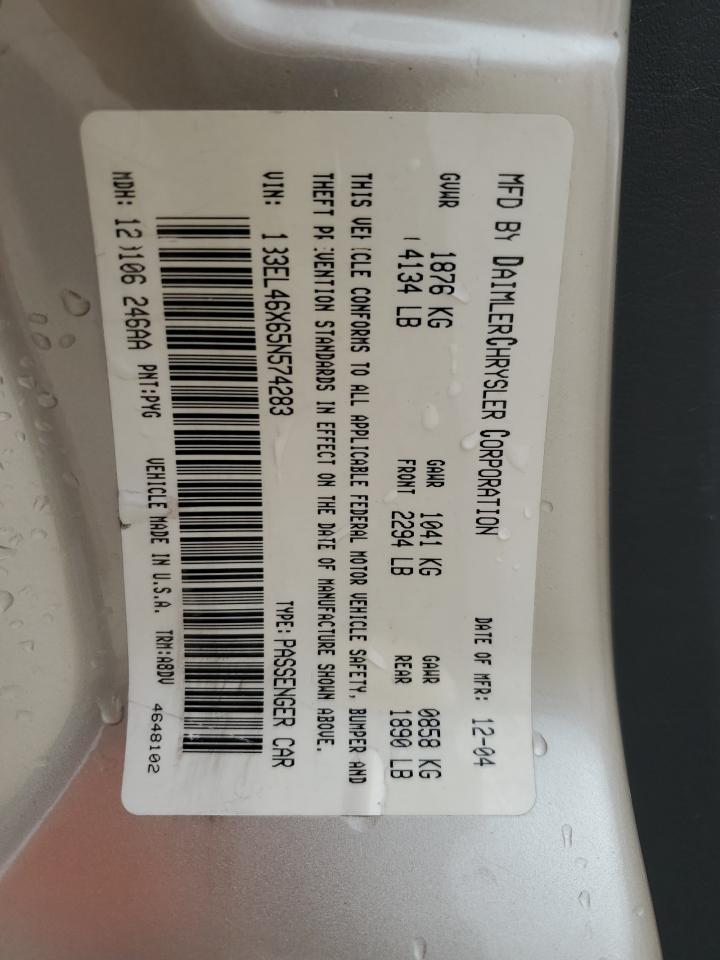 MFD BY DAIMLERCHRYSLER CORPORATION DATE OF MFR: 12-04
GVWR 1876 KG GAWR 1041 KG GAWR 0858 KG
4134 LB FRONT 2294 LB REAR 1890 LB
THIS VEHICLE CONFORMS TO ALL APPLICABLE FEDERAL MOTOR VEHICLE SAFETY, BUMPER AND
THEFT PREVENTION STANDARDS IN EFFECT ON THE DATE OF MANUFACTURE SHOWN ABOVE.
VIN: 1B3EL46X65N574283 TYPE: PASSENGER CAR
MDH: 120106 246AA PNT:PYG VEHICLE MADE IN U.S.A. TRM:A8DV 4648102